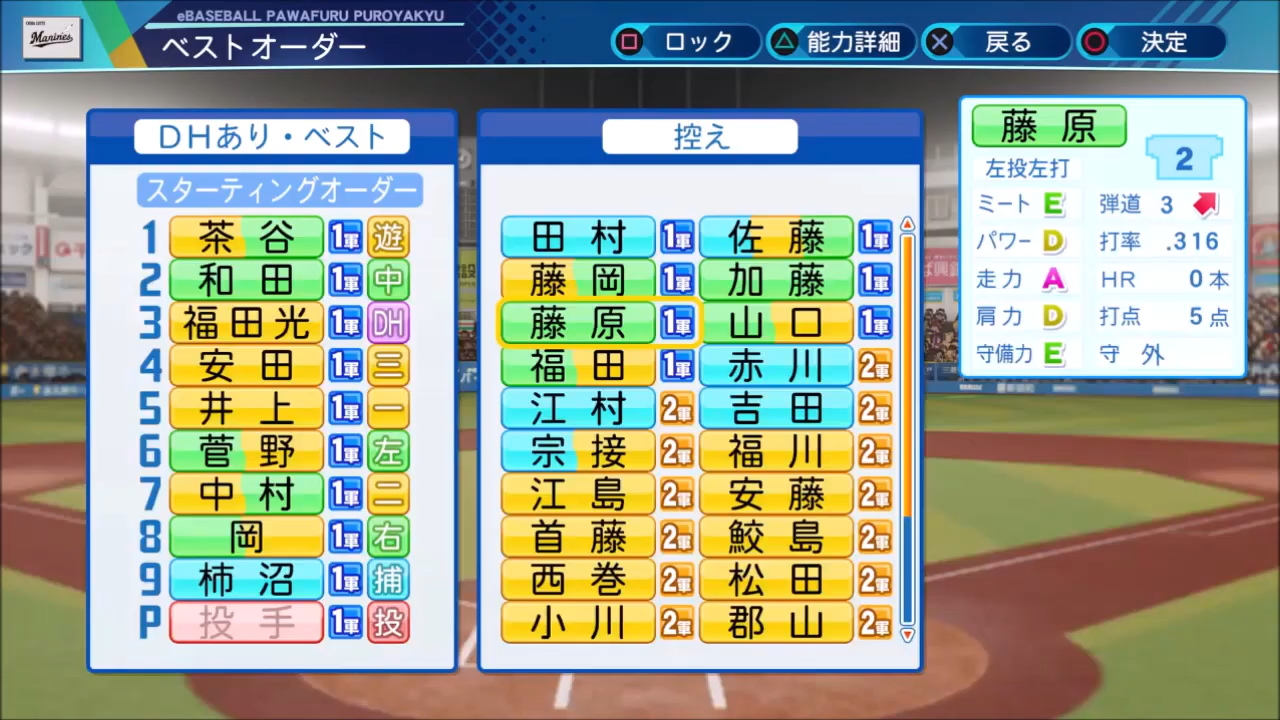 Marines
eBASEBALL PAWAFURU PUROYAKYU
ベストオーダー
ロック
能力詳細
戻る
決定
DHあり・ベスト
スターティングオーダー
1 茶谷 1軍 遊
2 和田 1軍 中
3 福田光 1軍 DH
4 安田 1軍 三
5 井上 1軍 一
6 菅野 1軍 左
7 中村 1軍 二
8 岡 1軍 右
9 柿沼 1軍 捕
P 投手 1軍 投
控え
田村 1軍 佐藤 1軍
藤岡 1軍 加藤 1軍
藤原 1軍 山口 1軍
福田 1軍 赤川 2軍
江村 2軍 吉田 2軍
宗接 2軍 福川 2軍
江島 2軍 安藤 2軍
首藤 2軍 鮫島 2軍
西巻 2軍 松田 2軍
小川 2軍 郡山 2軍
藤原
左投左打
2
ミート E 弾道 3
パワー D 打率 .316
走力 A HR 0本
肩力 D 打点 5点
守備力 E 守 外